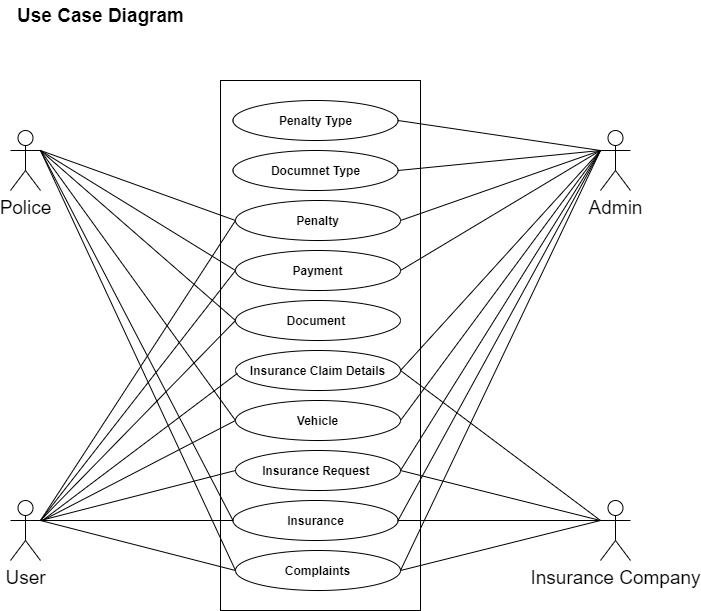 Use Case Diagram
Penalty Type
Documnet Type
Police
Admin
Penalty
Payment
Document
Insurance Claim Details
Vehicle
Insurance Request
Insurance
Complaints
User
Insurance Company